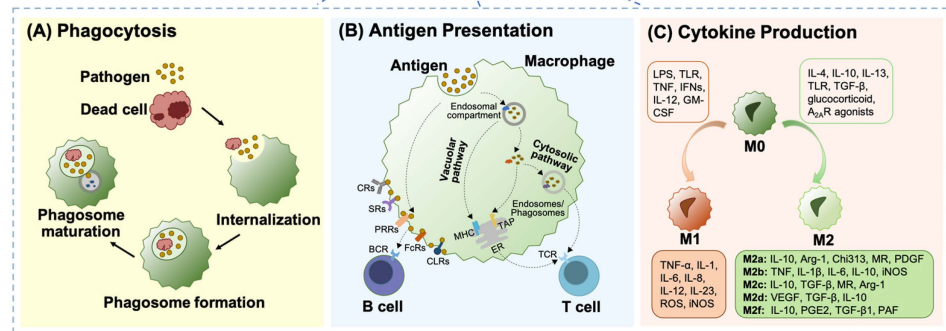 (A) Phagocytosis
Pathogen
Dead cell
Internalization
Phagosome formation
Phagosome
maturation
(B) Antigen Presentation
Antigen
Macrophage
Endosomal
compartment
Vacuolar
pathway
Cytosolic
pathway
Endosomes/
Phagosomes
CRs
SRs
PRRs
FcRs
CLRs
BCR
MHC
TAP
ER
TCR
B cell
T cell
(C) Cytokine Production
LPS, TLR,
TNF, IFNs,
IL-12, GM-
CSF
IL-4, IL-10, IL-13,
TLR, TGF-β,
glucocorticoid,
A2AR agonists
M0
M1
M2
TNF-α, IL-1,
IL-6, IL-8,
IL-12, IL-23,
ROS, iNOS
M2a: IL-10, Arg-1, Chi313, MR, PDGF
M2b: TNF, IL-1β, IL-6, IL-10, iNOS
M2c: IL-10, TGF-β, MR, Arg-1
M2d: VEGF, TGF-β, IL-10
M2f: IL-10, PGE2, TGF-β1, PAF